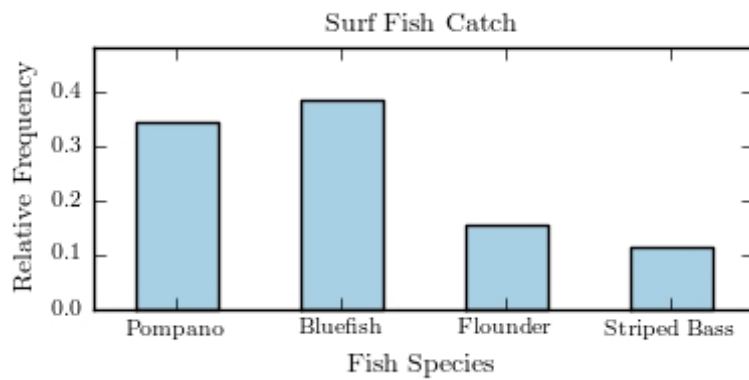 Surf Fish Catch
Relative Frequency
0.4
0.3
0.2
0.1
0.0
Pompano Bluefish Flounder Striped Bass
Fish Species